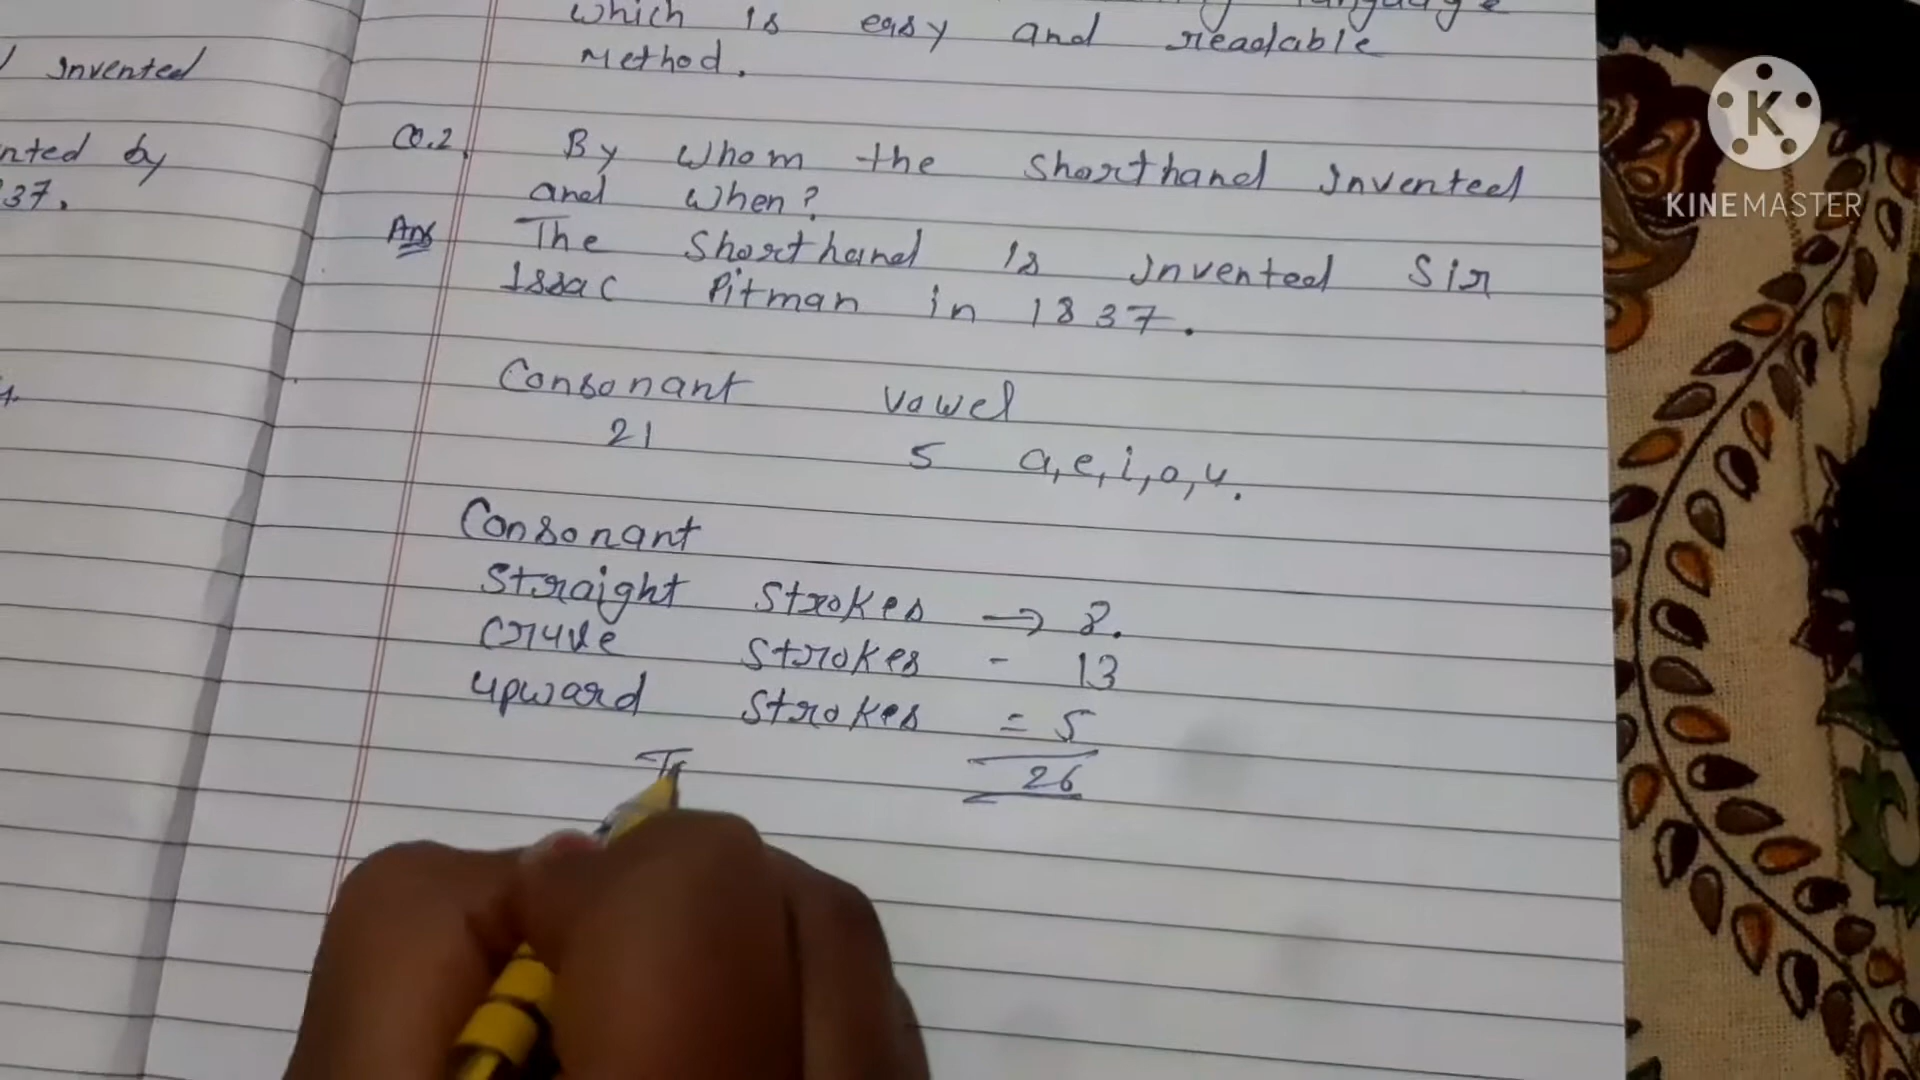 Invented
nted by
37.
which is easy and readable
Method.
Q.2. By whom the Shorthand Invented
and when?
Ans The Shorthand is Invented Sir
Issac Pitman in 1837.
Consonant vowel
21 5 a, e, i, o, u.
Consonant
Straight Strokes → 8.
Cruve Strokes - 13
upward Strokes = 5
26
K
KINEMASTER